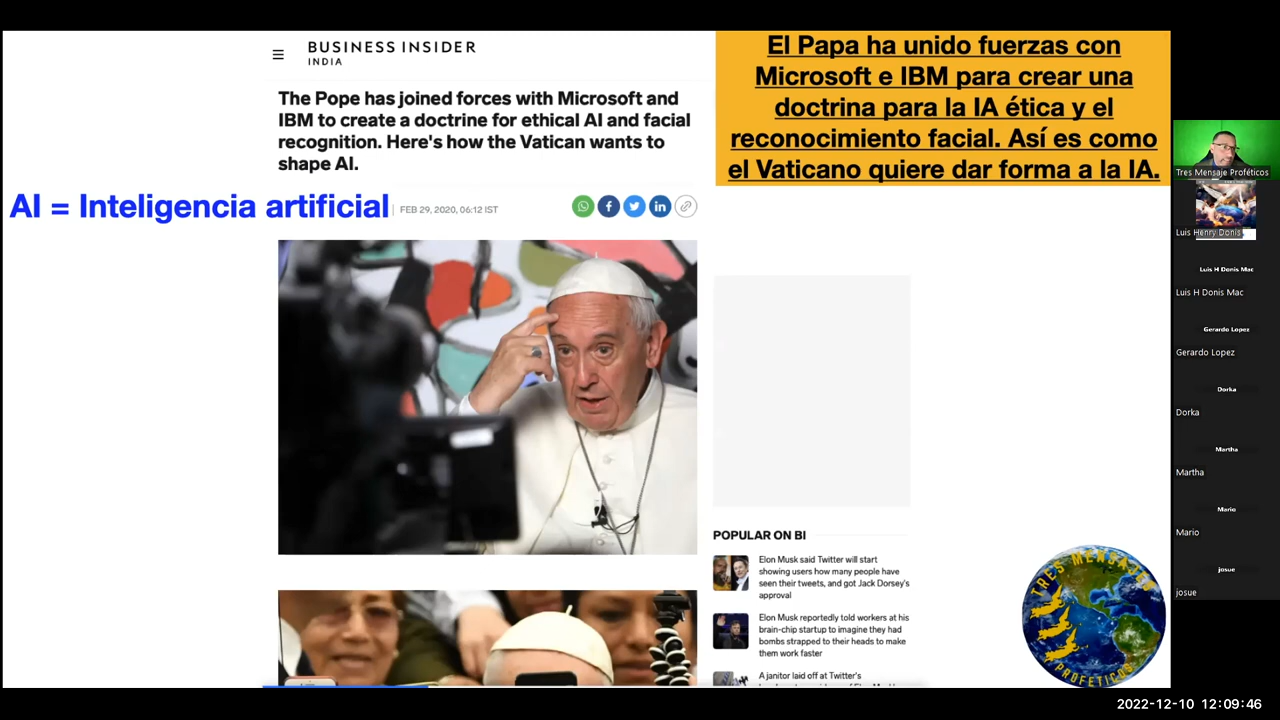 BUSINESS INSIDER
INDIA
The Pope has joined forces with Microsoft and
IBM to create a doctrine for ethical AI and facial
recognition. Here's how the Vatican wants to
shape AI.
El Papa ha unido fuerzas con
Microsoft e IBM para crear una
doctrina para la IA ética y el
reconocimiento facial. Así es como
el Vaticano quiere dar forma a la IA.
AI = Inteligencia artificial
FEB 29, 2020, 06:12 IST
POPULAR ON BI
Elon Musk said Twitter will start
showing users how many people have
seen their tweets, and got Jack Dorsey's
approval
Elon Musk reportedly told workers at his
brain-chip startup to imagine they had
bombs strapped to their heads to make
them work faster
A janitor laid off at Twitter's
TRES MENSAJES
PROFÉTICOS
Tres Mensaje Proféticos
Luis Henry Donis
Luis H Donis Mac
Luis H Donis Mac
Gerardo Lopez
Gerardo Lopez
Dorka
Dorka
Martha
Martha
Mario
Mario
josue
josue
2022-12-10 12:09:46